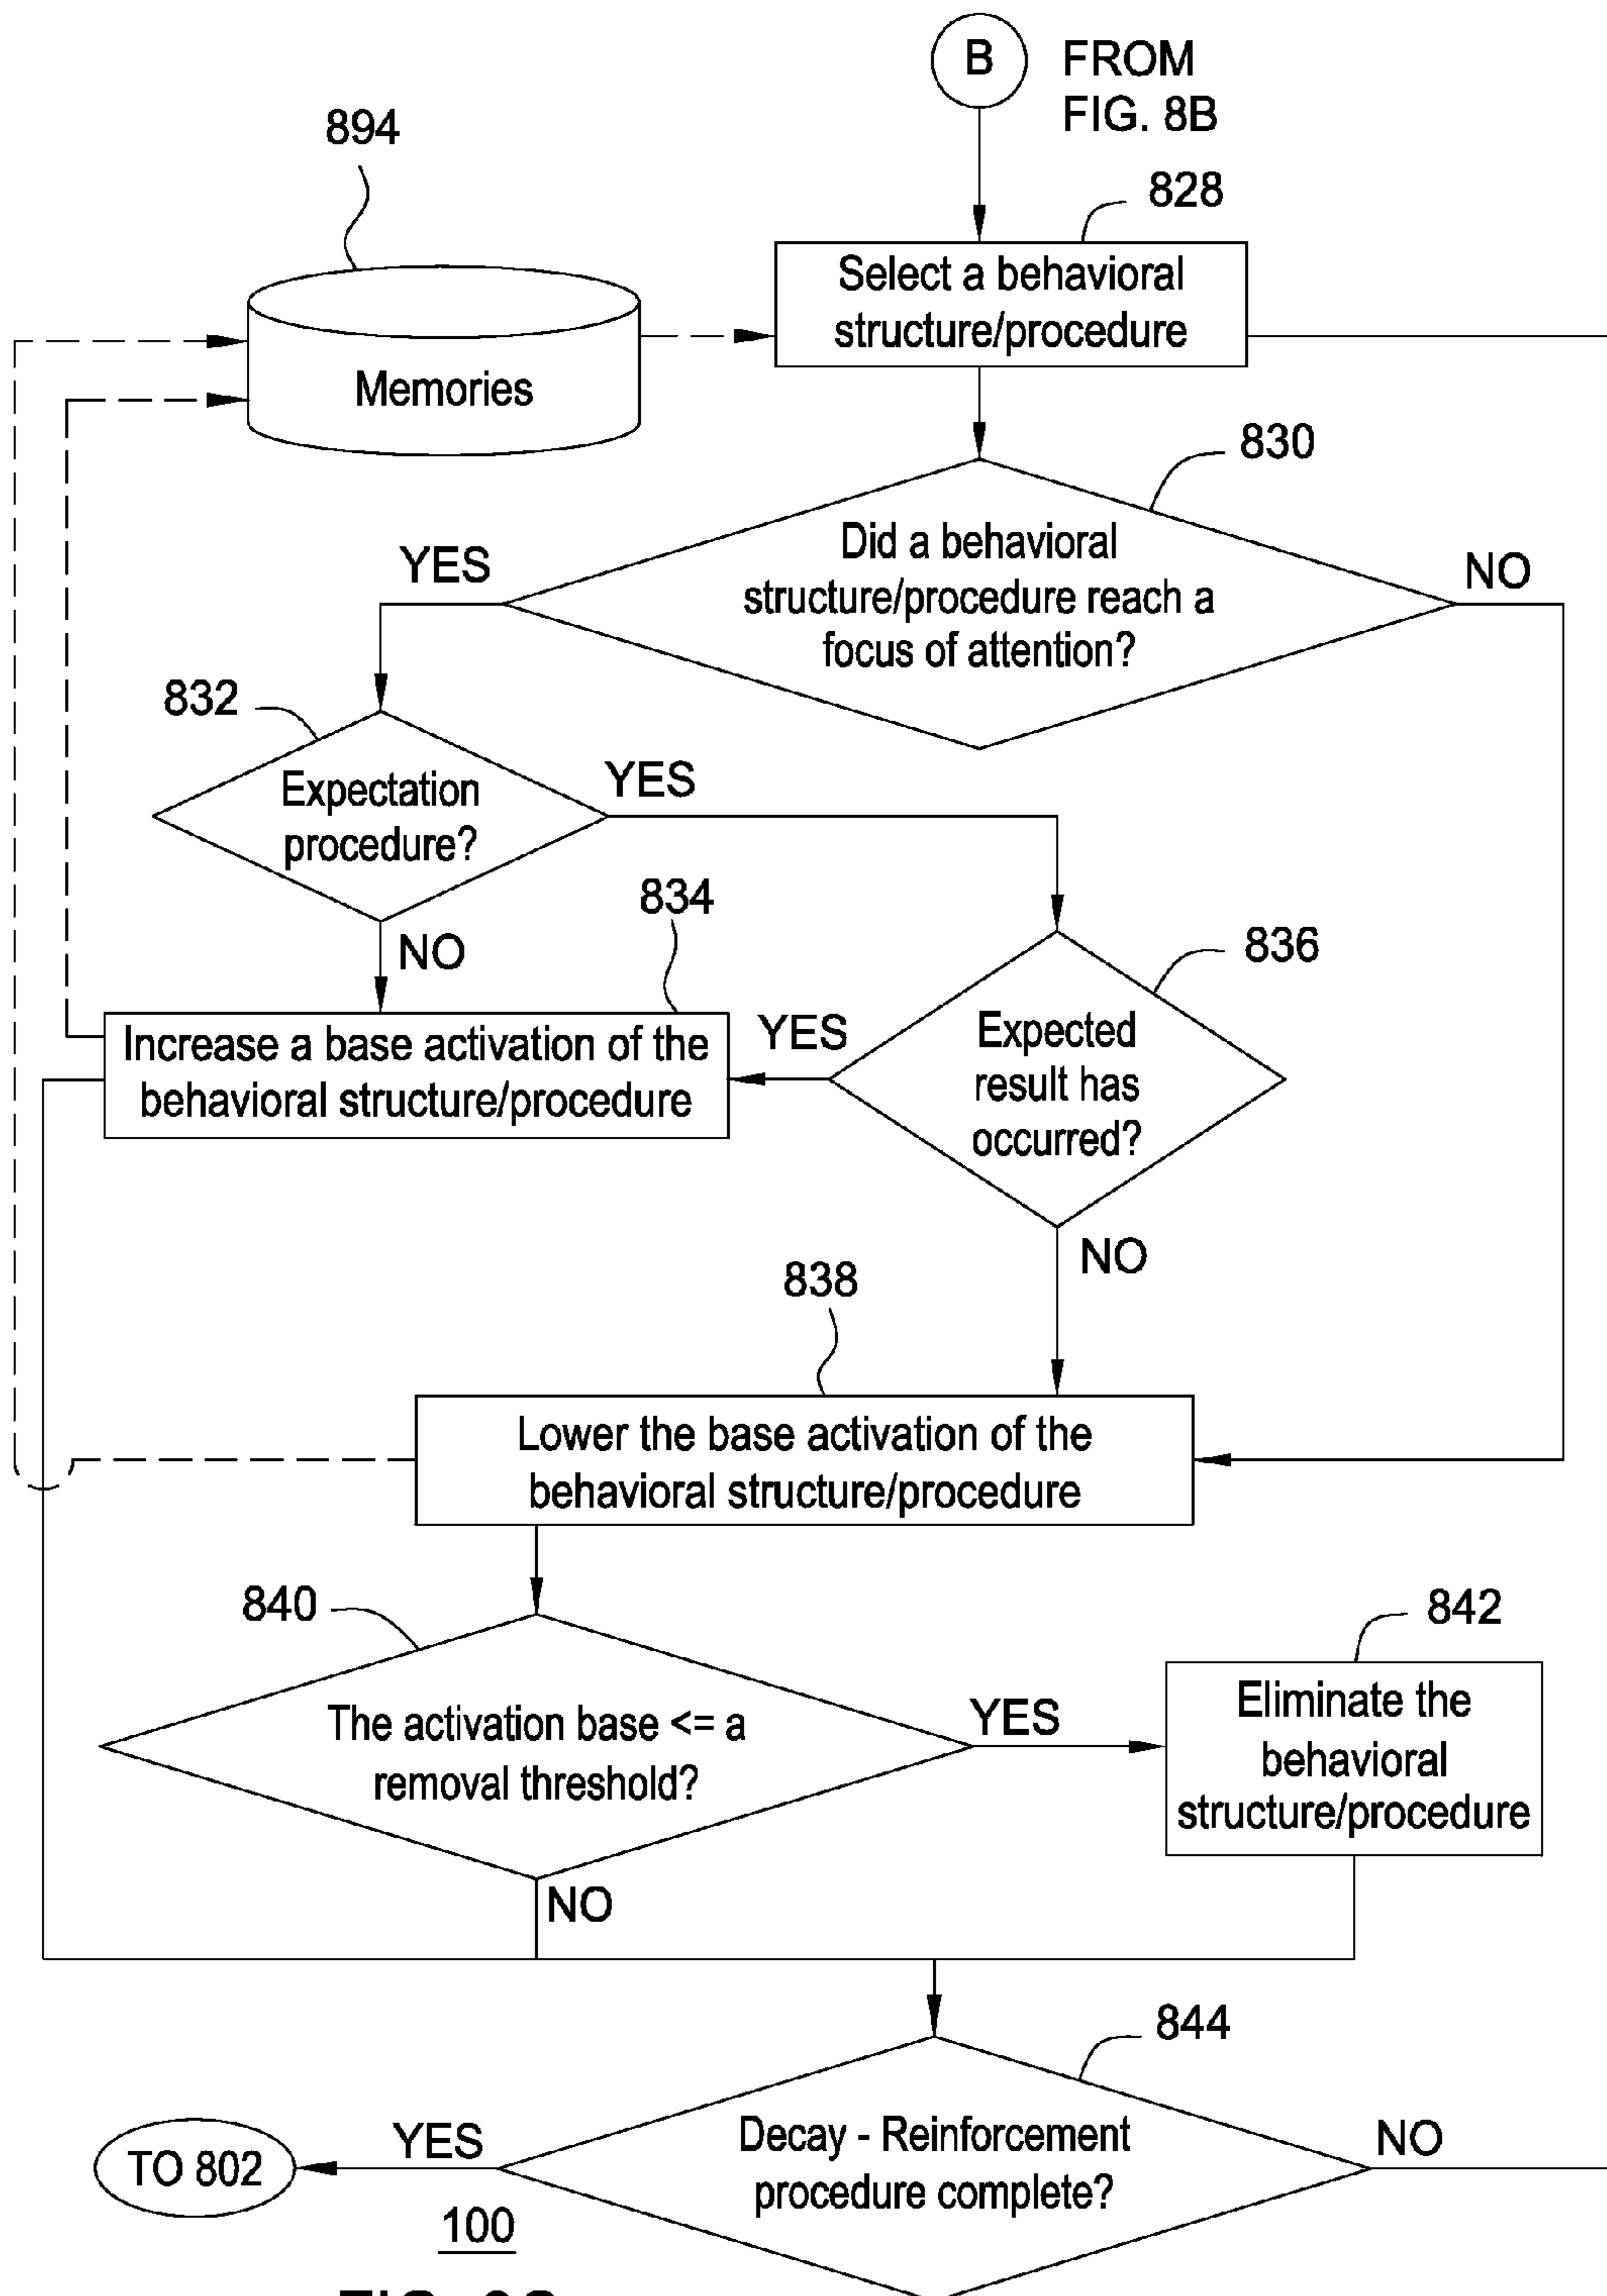 B
FROM
FIG. 8B
894
828
Select a behavioral
structure/procedure
Memories
830
Did a behavioral
structure/procedure reach a
focus of attention?
YES
NO
832
Expectation
procedure?
YES
NO
834
836
Increase a base activation of the
behavioral structure/procedure
YES
Expected
result has
occurred?
NO
838
Lower the base activation of the
behavioral structure/procedure
840
842
The activation base <= a
removal threshold?
YES
Eliminate the
behavioral
structure/procedure
NO
844
Decay - Reinforcement
procedure complete?
YES
NO
TO 802
100